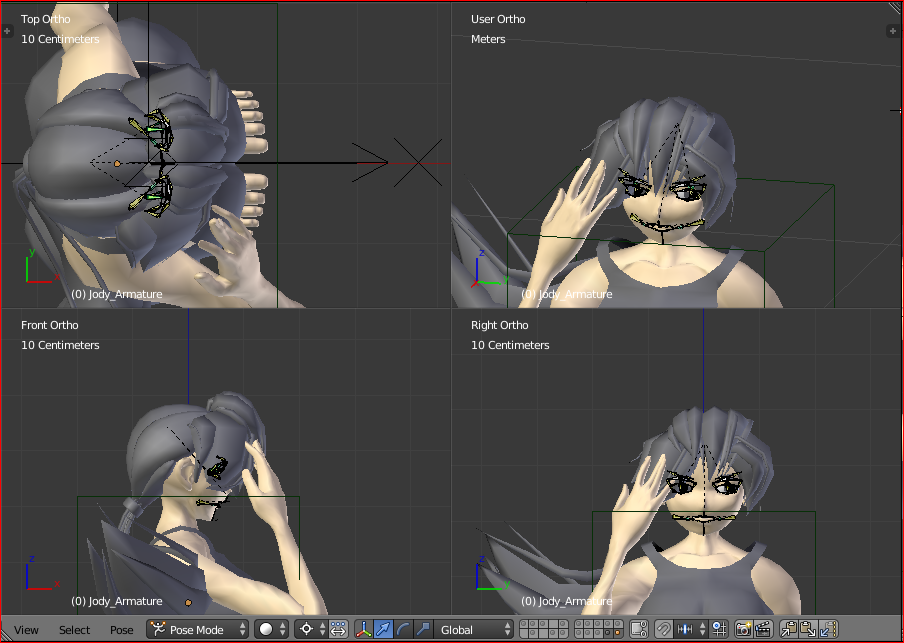 Top Ortho
10 Centimeters
y
x
(0) Jody_Armature
User Ortho
Meters
z
y
(0) Jody_Armature
Front Ortho
10 Centimeters
z
x
(0) Jody_Armature
Right Ortho
10 Centimeters
z
y
(0) Jody_Armature
View Select Pose Pose Mode Global